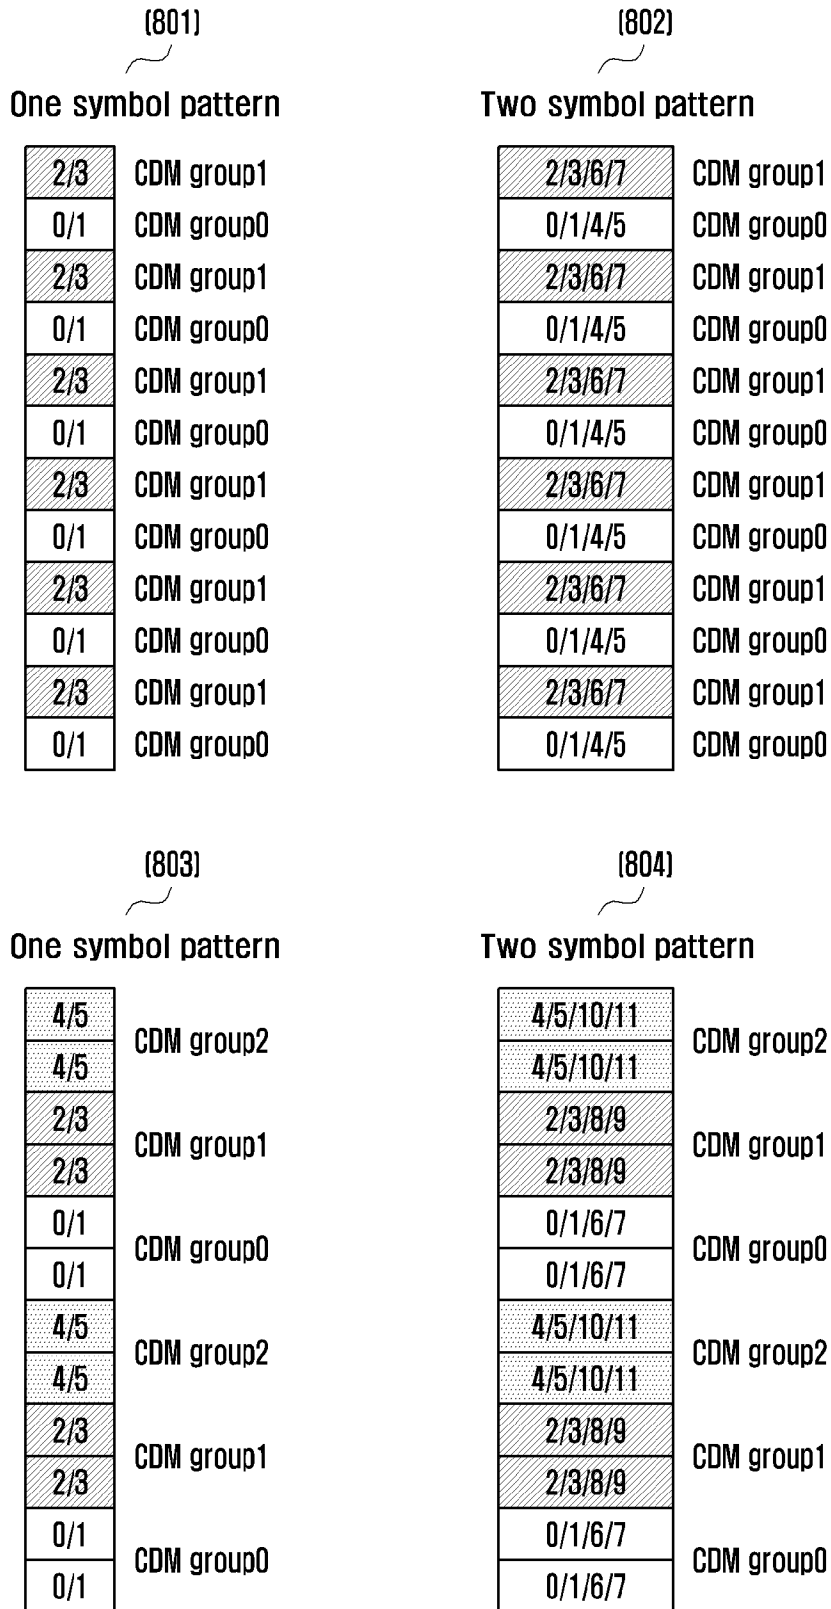 (801) (802)
One symbol pattern Two symbol pattern
2/3 CDM group1 2/3/6/7 CDM group1
0/1 CDM group0 0/1/4/5 CDM group0
2/3 CDM group1 2/3/6/7 CDM group1
0/1 CDM group0 0/1/4/5 CDM group0
2/3 CDM group1 2/3/6/7 CDM group1
0/1 CDM group0 0/1/4/5 CDM group0
2/3 CDM group1 2/3/6/7 CDM group1
0/1 CDM group0 0/1/4/5 CDM group0
2/3 CDM group1 2/3/6/7 CDM group1
0/1 CDM group0 0/1/4/5 CDM group0
2/3 CDM group1 2/3/6/7 CDM group1
0/1 CDM group0 0/1/4/5 CDM group0
(803) (804)
One symbol pattern Two symbol pattern
4/5 4/5/10/11
CDM group2 CDM group2
4/5 4/5/10/11
2/3 2/3/8/9
CDM group1 CDM group1
2/3 2/3/8/9
0/1 0/1/6/7
CDM group0 CDM group0
0/1 0/1/6/7
4/5 4/5/10/11
CDM group2 CDM group2
4/5 4/5/10/11
2/3 2/3/8/9
CDM group1 CDM group1
2/3 2/3/8/9
0/1 0/1/6/7
CDM group0 CDM group0
0/1 0/1/6/7